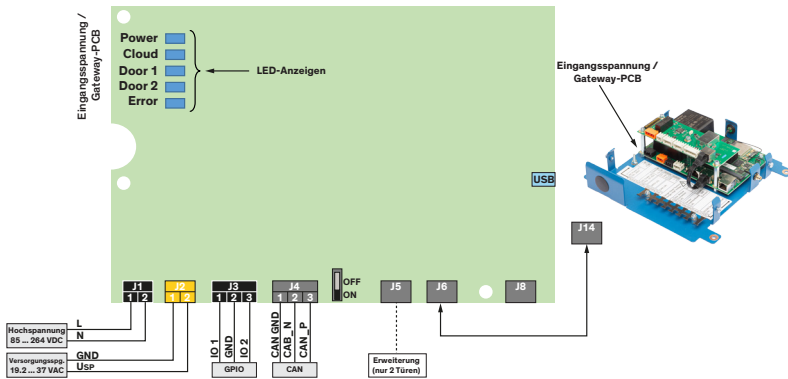 Eingangsspannung /
Gateway-PCB
Power
Cloud
Door 1
Door 2
Error
LED-Anzeigen
Eingangsspannung /
Gateway-PCB
USB
J14
J1
1 2
J2
1 2
J3
1 2 3
J4
1 2 3
OFF
ON
J5
J6
J8
Hochspannung
85 ... 264 VDC
L
N
Versorgungsspg.
19.2 ... 37 VAC
GND
USP
IO 1
GND
IO 2
GPIO
CAN GND
CAB_N
CAN_P
CAN
Erweiterung
(nur 2 Türen)